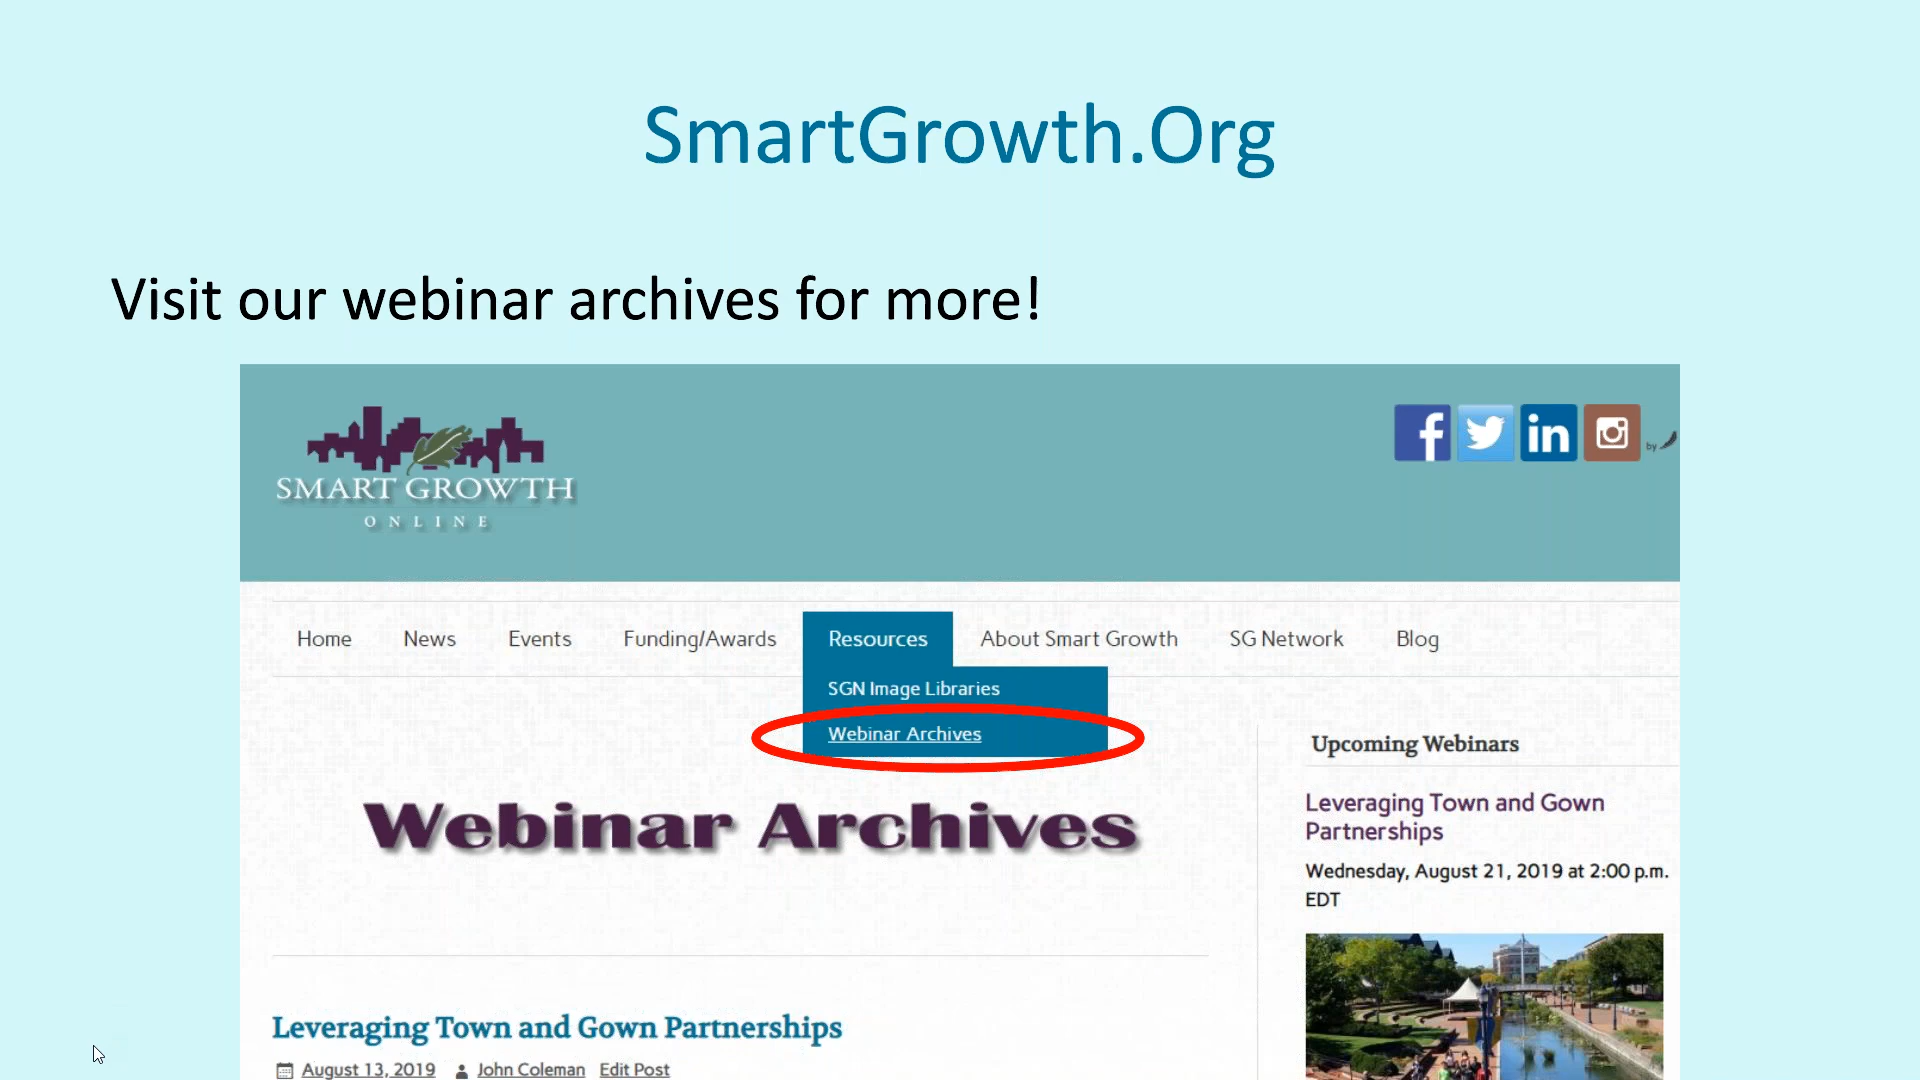 SmartGrowth.Org
Visit our webinar archives for more!
SMART GROWTH
ONLINE
by
Home News Events Funding/Awards Resources About Smart Growth SG Network Blog
SGN Image Libraries
Webinar Archives
Webinar Archives
Upcoming Webinars
Leveraging Town and Gown
Partnerships
Wednesday, August 21, 2019 at 2:00 p.m.
EDT
Leveraging Town and Gown Partnerships
August 13, 2019 John Coleman Edit Post